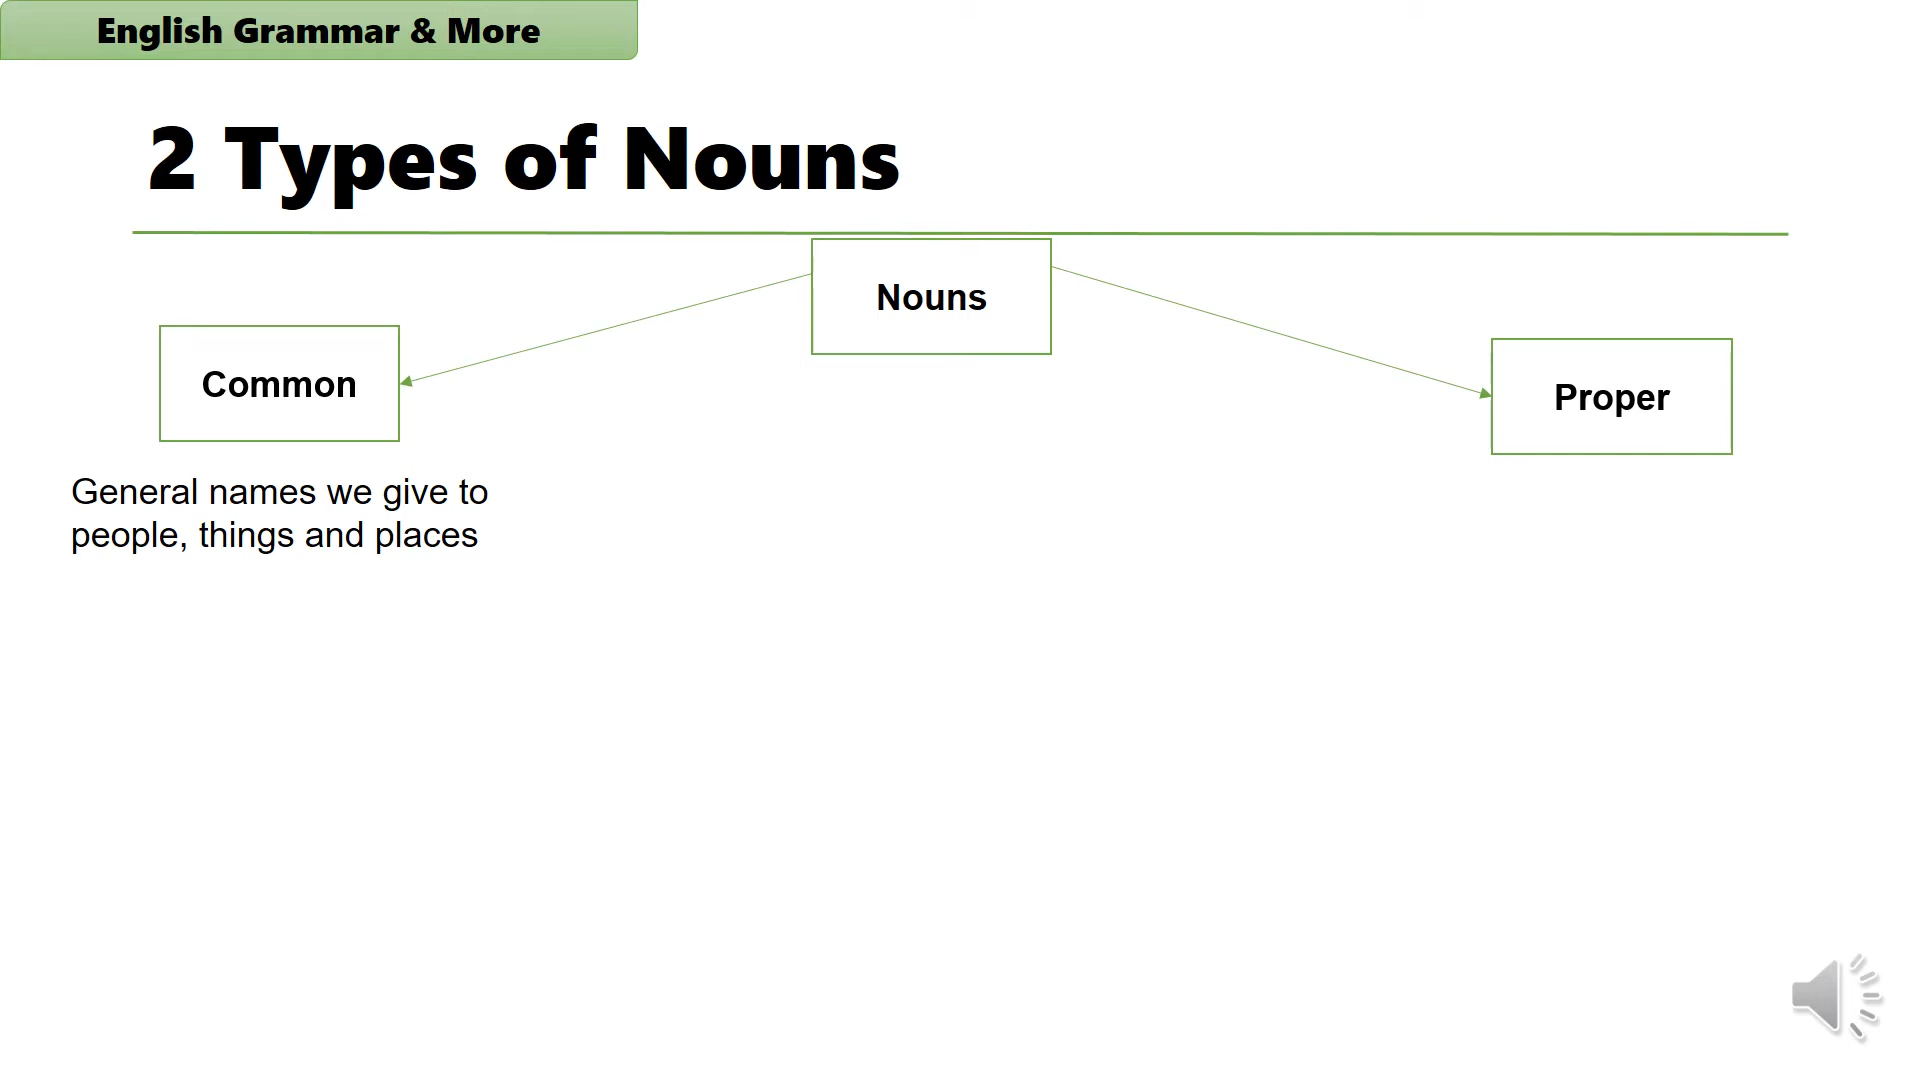 English Grammar & More
2 Types of Nouns
Nouns
Common
Proper
General names we give to
people, things and places